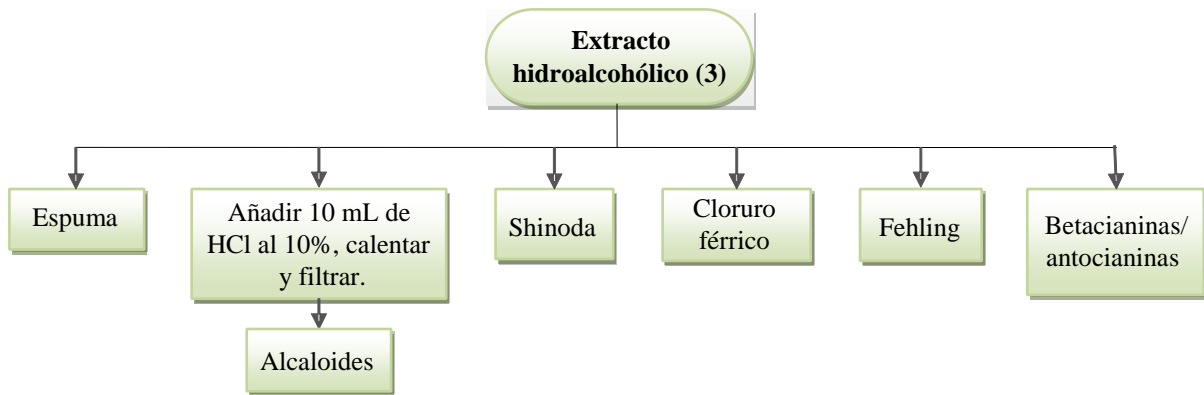 Extracto
hidroalcohólico (3)
Espuma
Añadir 10 mL de
HCl al 10%, calentar
y filtrar.
Shinoda
Cloruro
férrico
Fehling
Betacianinas/
antocianinas
Alcaloides